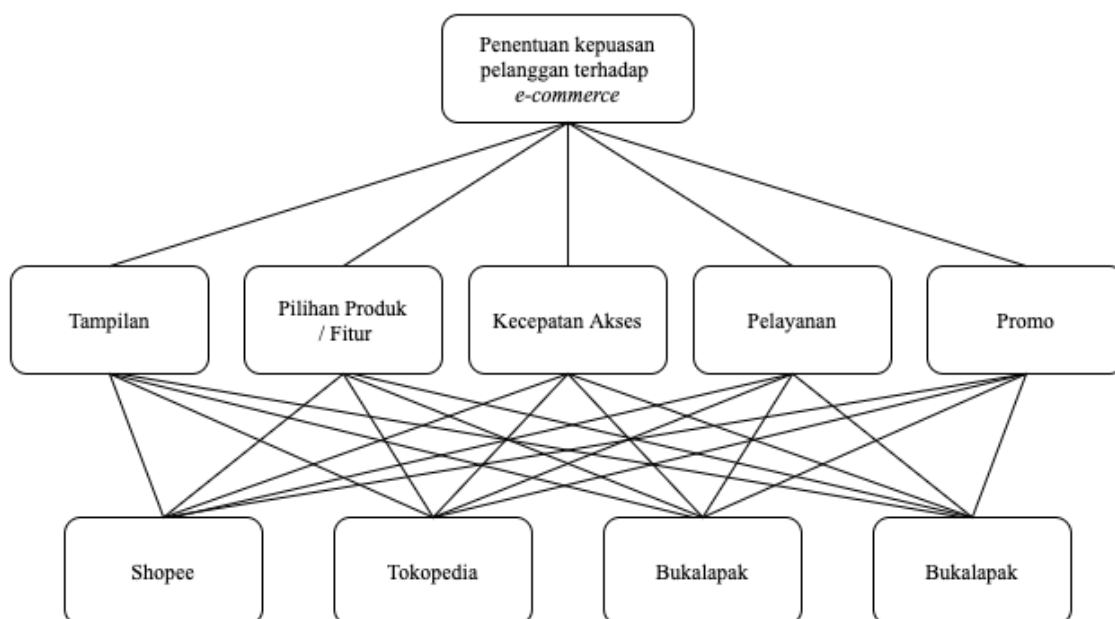 Penentuan kepuasan
pelanggan terhadap
e-commerce
Tampilan
Pilihan Produk
/ Fitur
Kecepatan Akses
Pelayanan
Promo
Shopee
Tokopedia
Bukalapak
Bukalapak